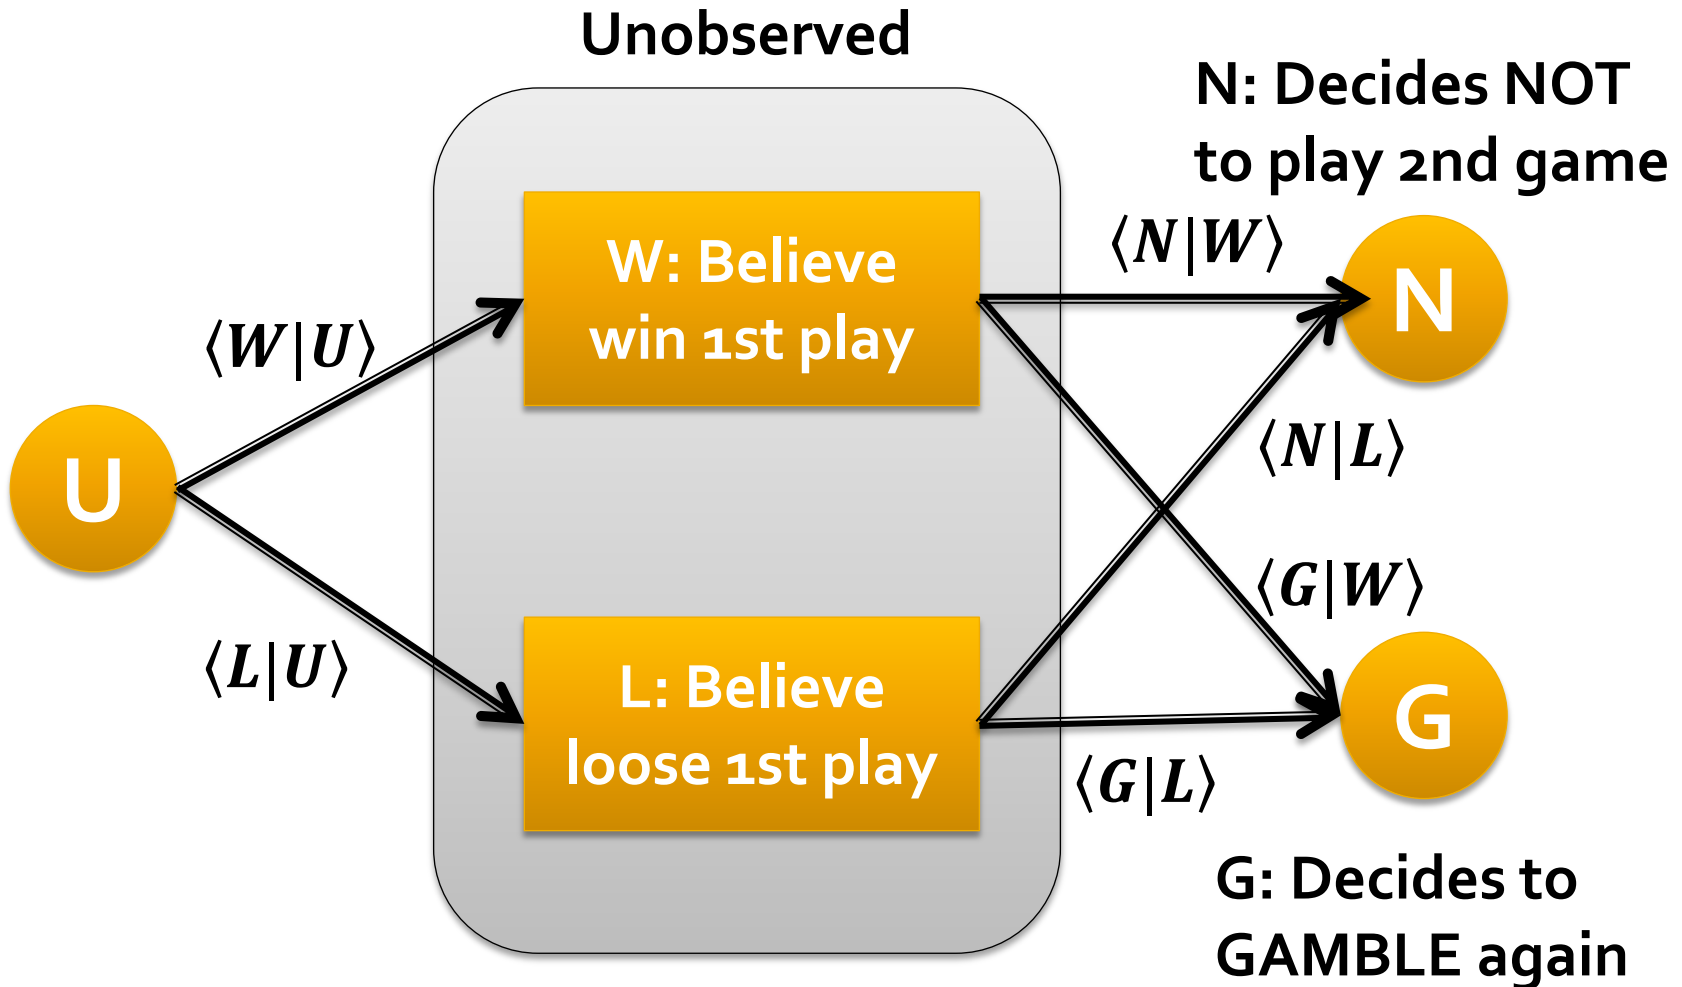 Unobserved
N: Decides NOT
to play 2nd game
W: Believe
win 1st play
⟨N|W⟩
N
⟨W|U⟩
⟨N|L⟩
U
⟨G|W⟩
⟨L|U⟩
L: Believe
loose 1st play
G
⟨G|L⟩
G: Decides to
GAMBLE again